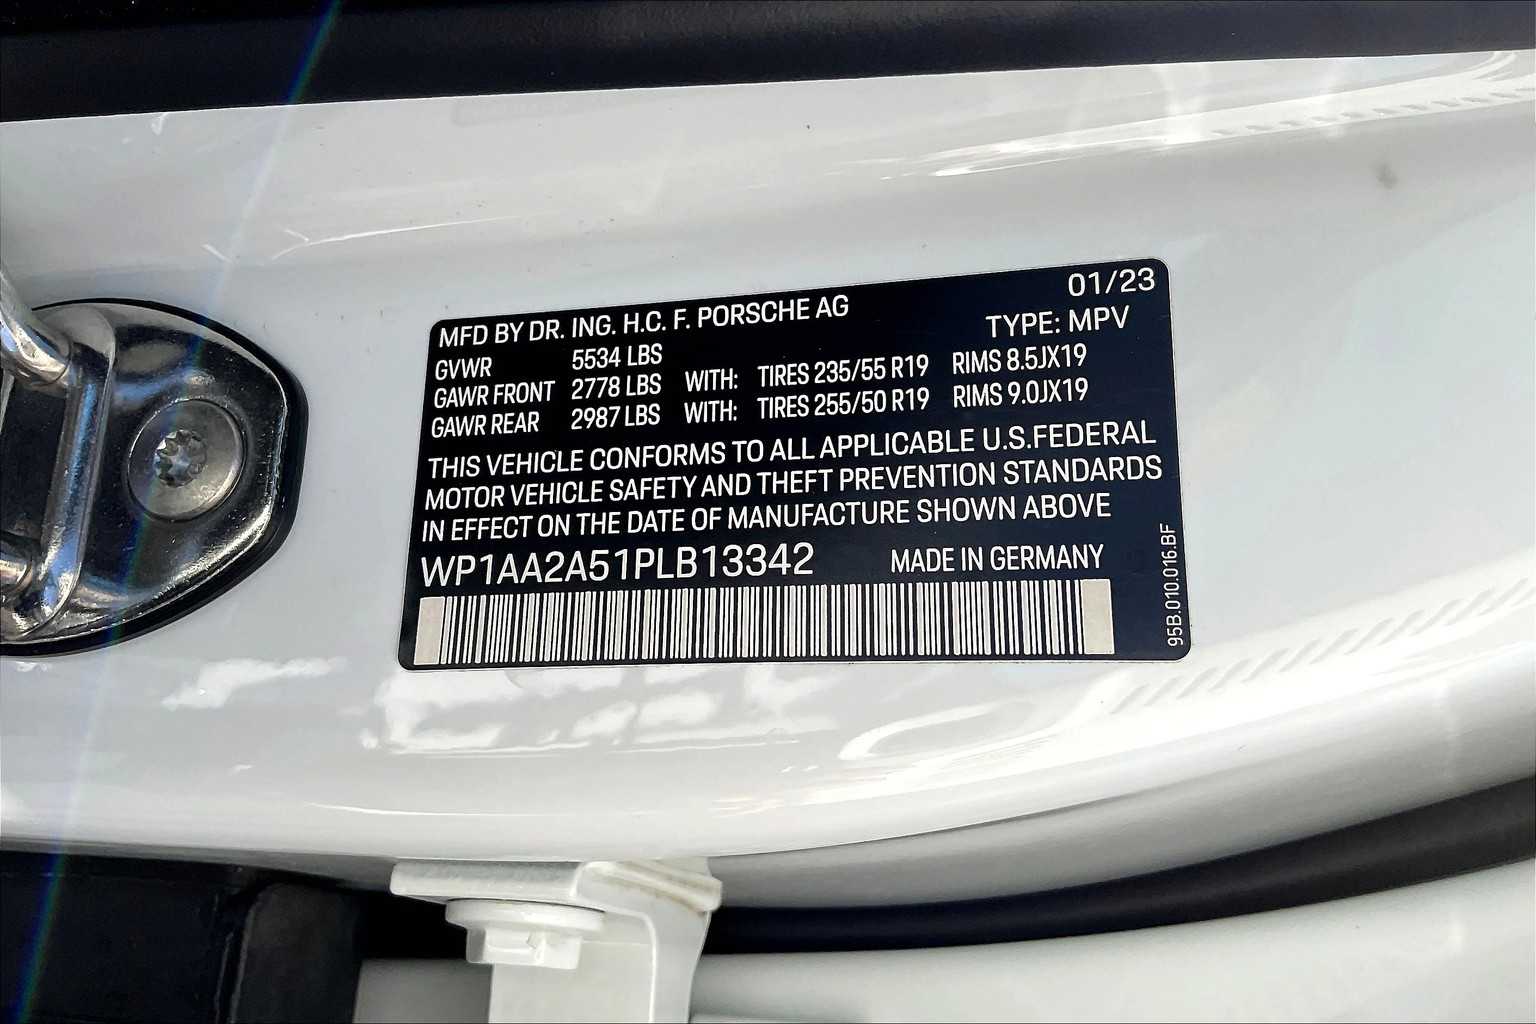 01/23
MFD BY DR. ING. H.C. F. PORSCHE AG
TYPE: MPV
GVWR 5534 LBS
GAWR FRONT 2778 LBS WITH: TIRES 235/55 R19 RIMS 8.5JX19
GAWR REAR 2987 LBS WITH: TIRES 255/50 R19 RIMS 9.0JX19
THIS VEHICLE CONFORMS TO ALL APPLICABLE U.S.FEDERAL
MOTOR VEHICLE SAFETY AND THEFT PREVENTION STANDARDS
IN EFFECT ON THE DATE OF MANUFACTURE SHOWN ABOVE
WP1AA2A51PLB13342 MADE IN GERMANY
95B.010.016.BF